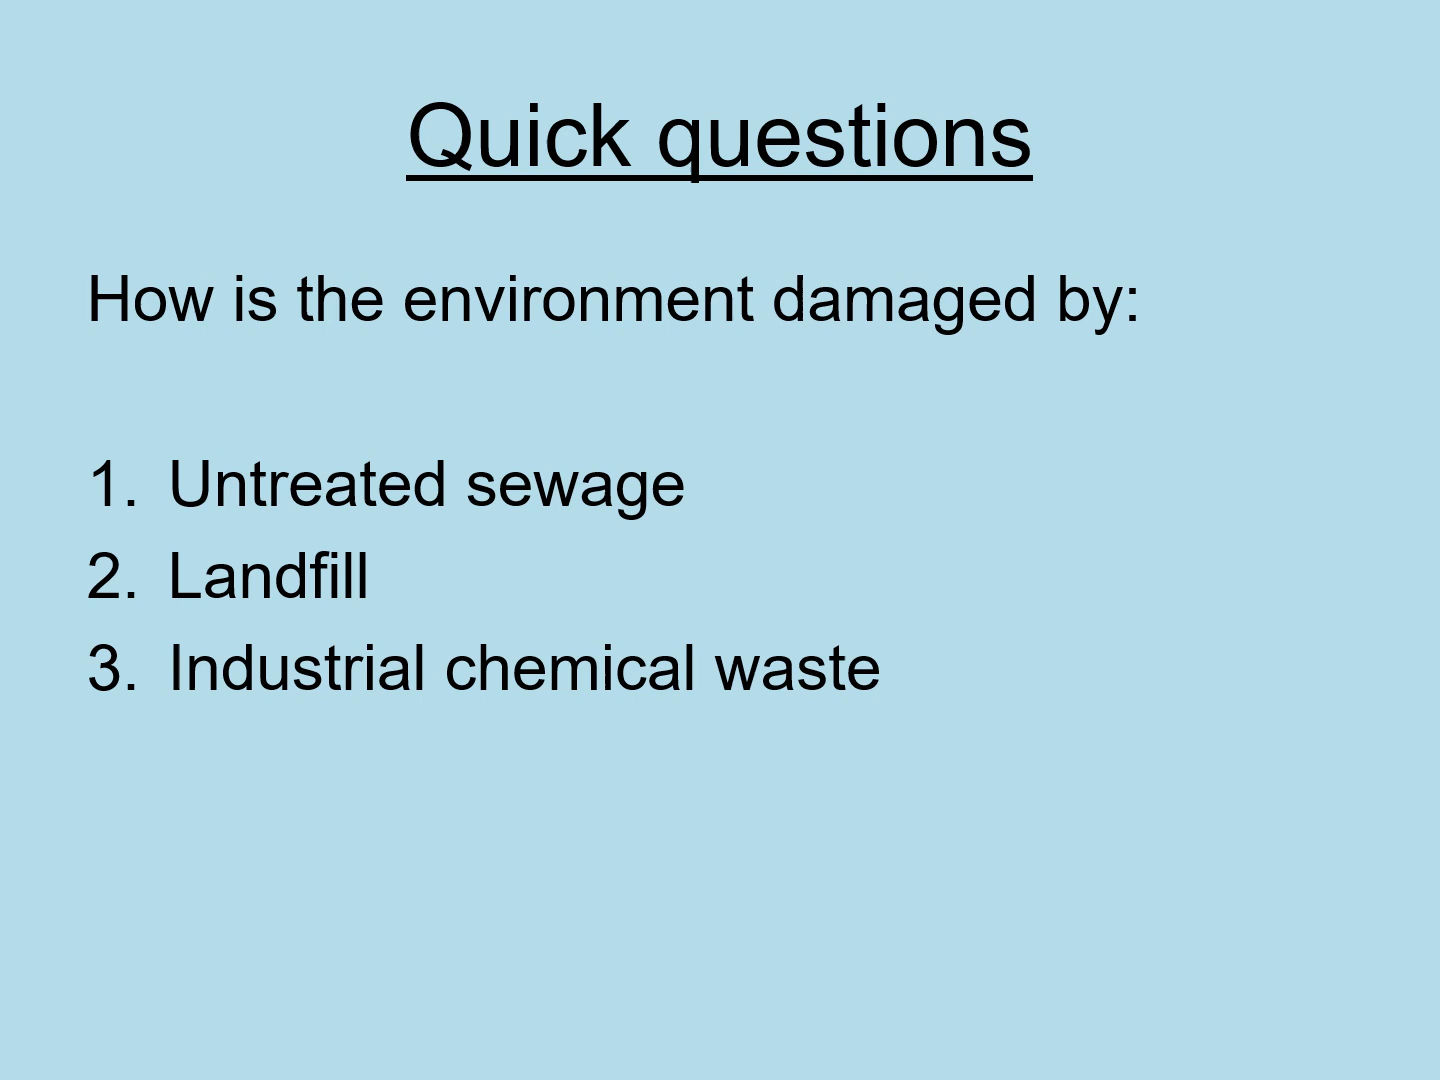 Quick questions
How is the environment damaged by:
1. Untreated sewage
2. Landfill
3. Industrial chemical waste